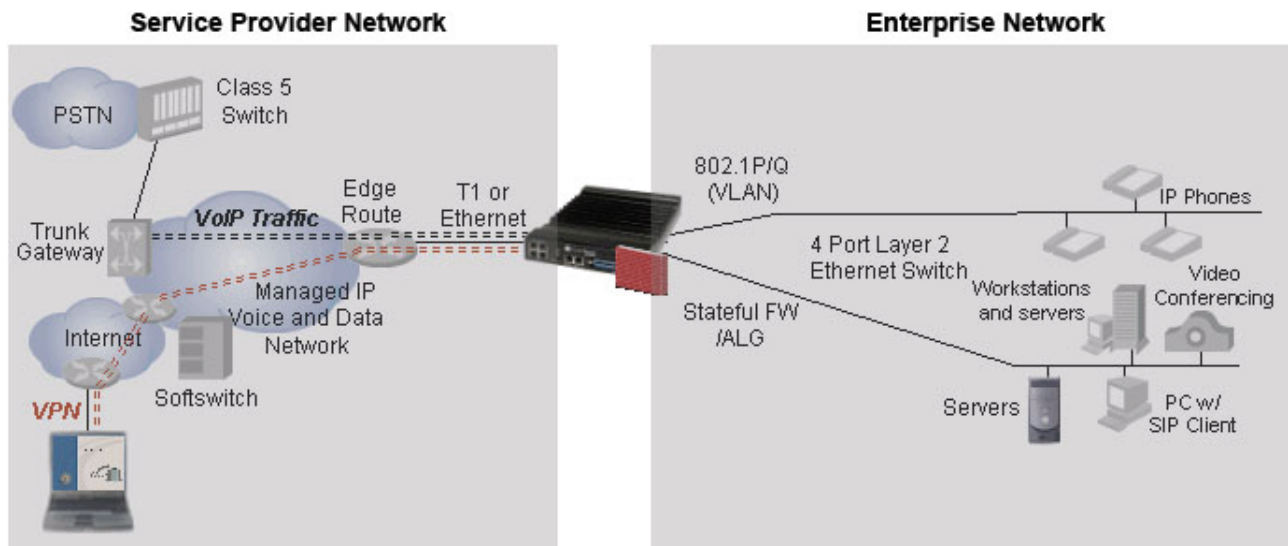 Service Provider Network
Enterprise Network
PSTN
Class 5
Switch
Trunk
Gateway
VoIP Traffic
Edge
Route
T1 or
Ethernet
Managed IP
Voice and Data
Network
Internet
Softswitch
VPN
802.1P/Q
(VLAN)
IP Phones
4 Port Layer 2
Ethernet Switch
Stateful FW
/ALG
Workstations
and servers
Video
Conferencing
Servers
PC w/
SIP Client